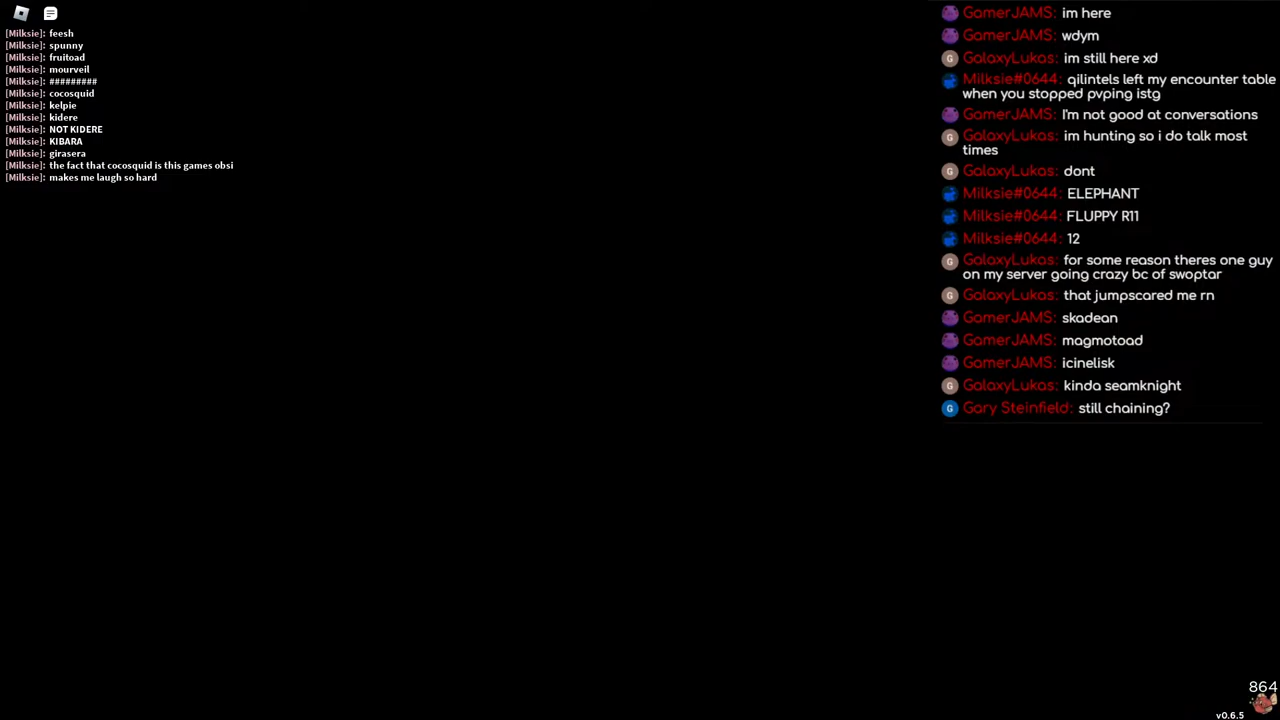 [Milksie]: feesh
[Milksie]: spunny
[Milksie]: fruitoad
[Milksie]: mourveil
[Milksie]: #########
[Milksie]: cocosquid
[Milksie]: kelpie
[Milksie]: kidere
[Milksie]: NOT KIDERE
[Milksie]: KIBARA
[Milksie]: girasera
[Milksie]: the fact that cocosquid is this games obsi
[Milksie]: makes me laugh so hard
GamerJAMS: im here
GamerJAMS: wdym
G GalaxyLukas: im still here xd
Milksie#0644: qilintels left my encounter table
when you stopped pvping istg
GamerJAMS: I'm not good at conversations
G GalaxyLukas: im hunting so i do talk most
times
G GalaxyLukas: dont
Milksie#0644: ELEPHANT
Milksie#0644: FLUPPY R11
Milksie#0644: 12
G GalaxyLukas: for some reason theres one guy
on my server going crazy bc of swoptar
G GalaxyLukas: that jumpscared me rn
GamerJAMS: skadean
GamerJAMS: magmotoad
GamerJAMS: icinelisk
G GalaxyLukas: kinda seamknight
G Gary Steinfield: still chaining?
864
v0.6.5